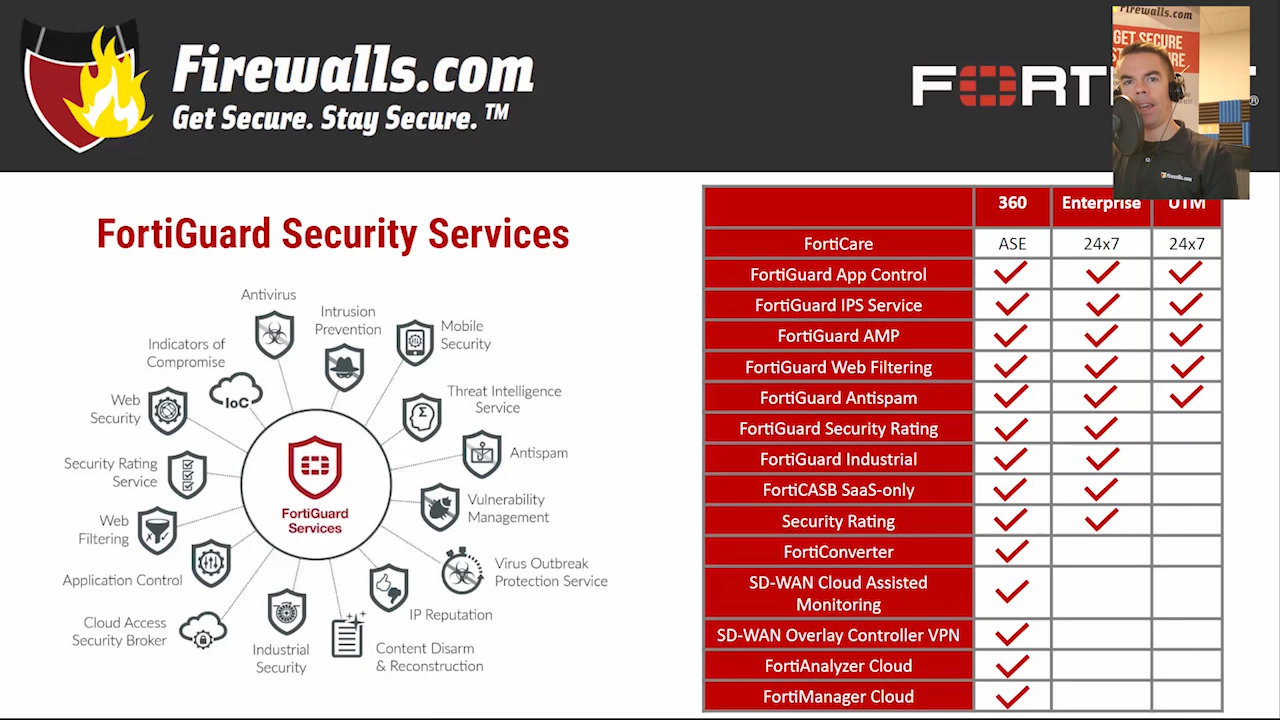 Firewalls.com
Get Secure. Stay Secure. ™
FORTI T®
Firewalls.com
GET SECURE
FortiGuard Security Services
Antivirus
Intrusion
Prevention
Mobile
Security
Indicators of
Compromise
IoC
Threat Intelligence
Service
Web
Security
Antispam
Security Rating
Service
FortiGuard
Services
Vulnerability
Management
Web
Filtering
Virus Outbreak
Protection Service
Application Control
IP Reputation
Cloud Access
Security Broker
Industrial
Security
Content Disarm
& Reconstruction
360 Enterprise UTM
FortiCare ASE 24x7 24x7
FortiGuard App Control
FortiGuard IPS Service
FortiGuard AMP
FortiGuard Web Filtering
FortiGuard Antispam
FortiGuard Security Rating
FortiGuard Industrial
FortiCASB SaaS-only
Security Rating
FortiConverter
SD-WAN Cloud Assisted
Monitoring
SD-WAN Overlay Controller VPN
FortiAnalyzer Cloud
FortiManager Cloud